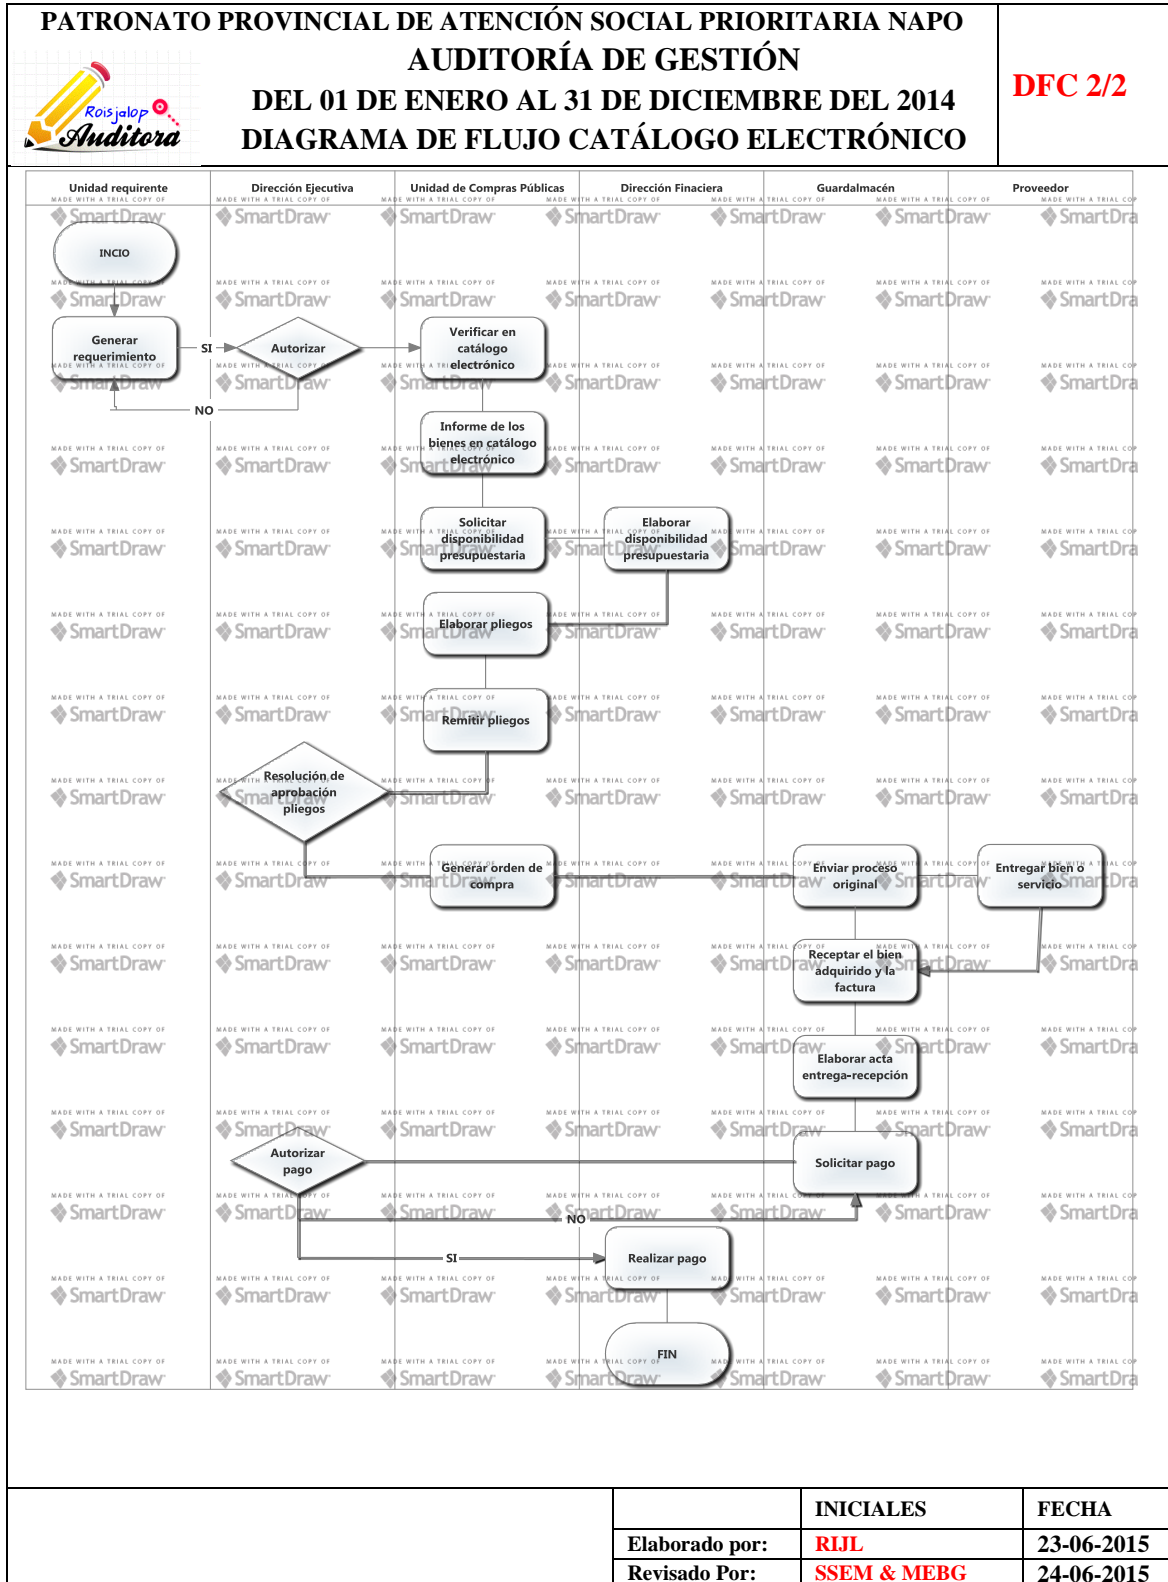 PATRONATO PROVINCIAL DE ATENCIÓN SOCIAL PRIORITARIA NAPO
AUDITORÍA DE GESTIÓN
DEL 01 DE ENERO AL 31 DE DICIEMBRE DEL 2014
DIAGRAMA DE FLUJO CATÁLOGO ELECTRÓNICO
DFC 2/2
Roisjalop
Auditora
Unidad requirente
Dirección Ejecutiva
Unidad de Compras Públicas
Dirección Finaciera
Guardalmacén
Proveedor
MADE WITH A TRIAL COPY OF
SmartDraw
INCIO
Generar
requerimiento
SI
Autorizar
NO
Verificar en
catálogo
electrónico
Informe de los
bienes en catálogo
electrónico
Solicitar
disponibilidad
presupuestaria
Elaborar
disponibilidad
presupuestaria
Elaborar pliegos
Remitir pliegos
Resolución de
aprobación
pliegos
Generar orden de
compra
Enviar proceso
original
Entregar bien o
servicio
Receptar el bien
adquirido y la
factura
Elaborar acta
entrega-recepción
Autorizar
pago
Solicitar pago
NO
SI
Realizar pago
FIN
INICIALES
FECHA
Elaborado por:
RIJL
23-06-2015
Revisado Por:
SSEM & MEBG
24-06-2015